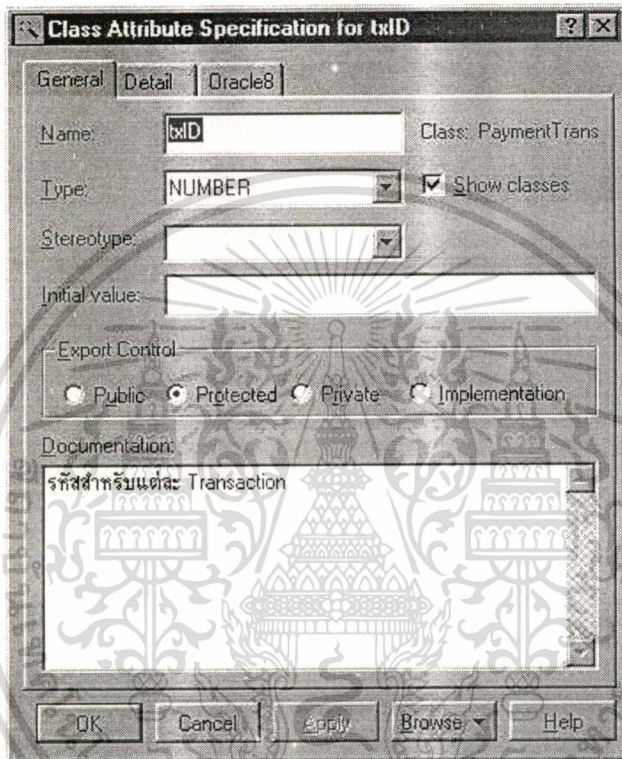 Class Attribute Specification for txID
General Detail Oracle8
Name: txID Class: PaymentTrans
Type: NUMBER Show classes
Stereotype:
Initial value:
Export Control
Public Protected Private Implementation
Documentation:
รหัสสำหรับแต่ละ Transaction
OK Cancel Apply Browse Help